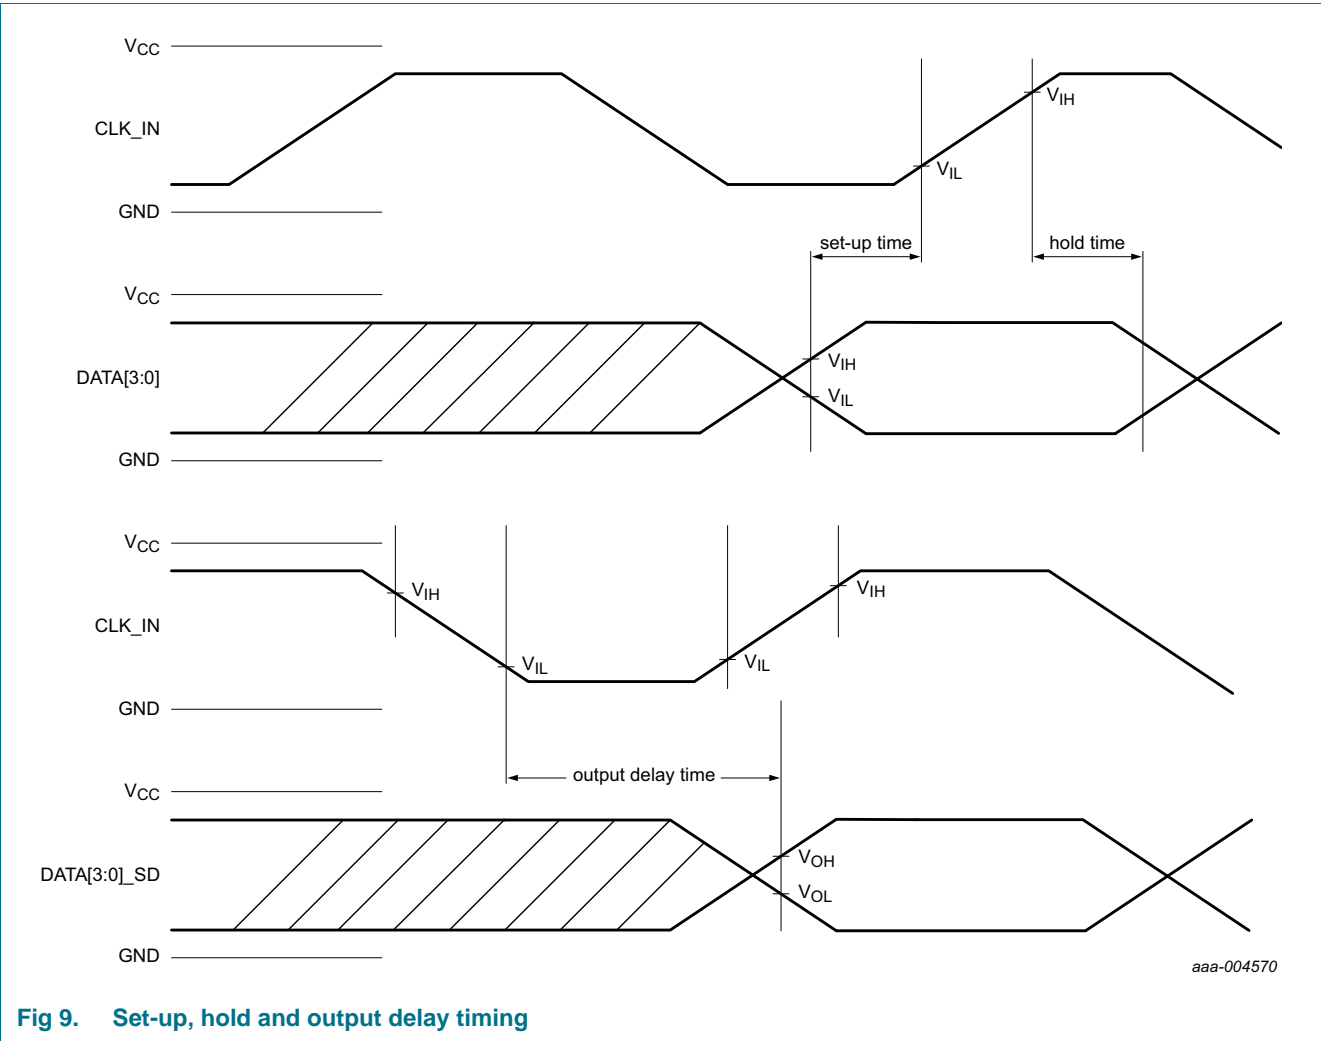 VCC
CLK_IN
VIH
VIL
GND
set-up time
hold time
VCC
VIH
DATA[3:0]
VIL
GND
VCC
VIH
VIH
CLK_IN
VIL
VIL
GND
output delay time
VCC
VOH
DATA[3:0]_SD
VOL
GND
aaa-004570
Fig 9. Set-up, hold and output delay timing